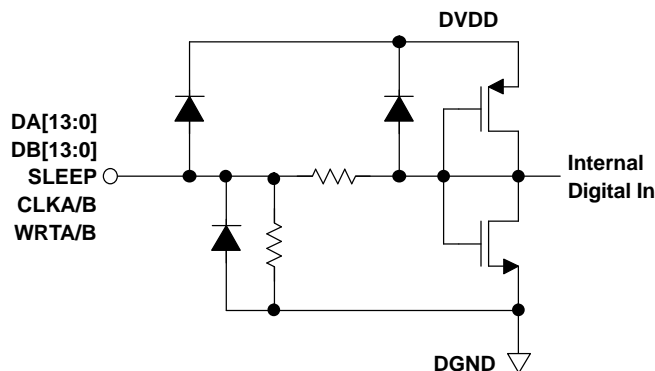 DVDD
DA[13:0]
DB[13:0]
SLEEP
CLKA/B
WRTA/B
Internal
Digital In
DGND